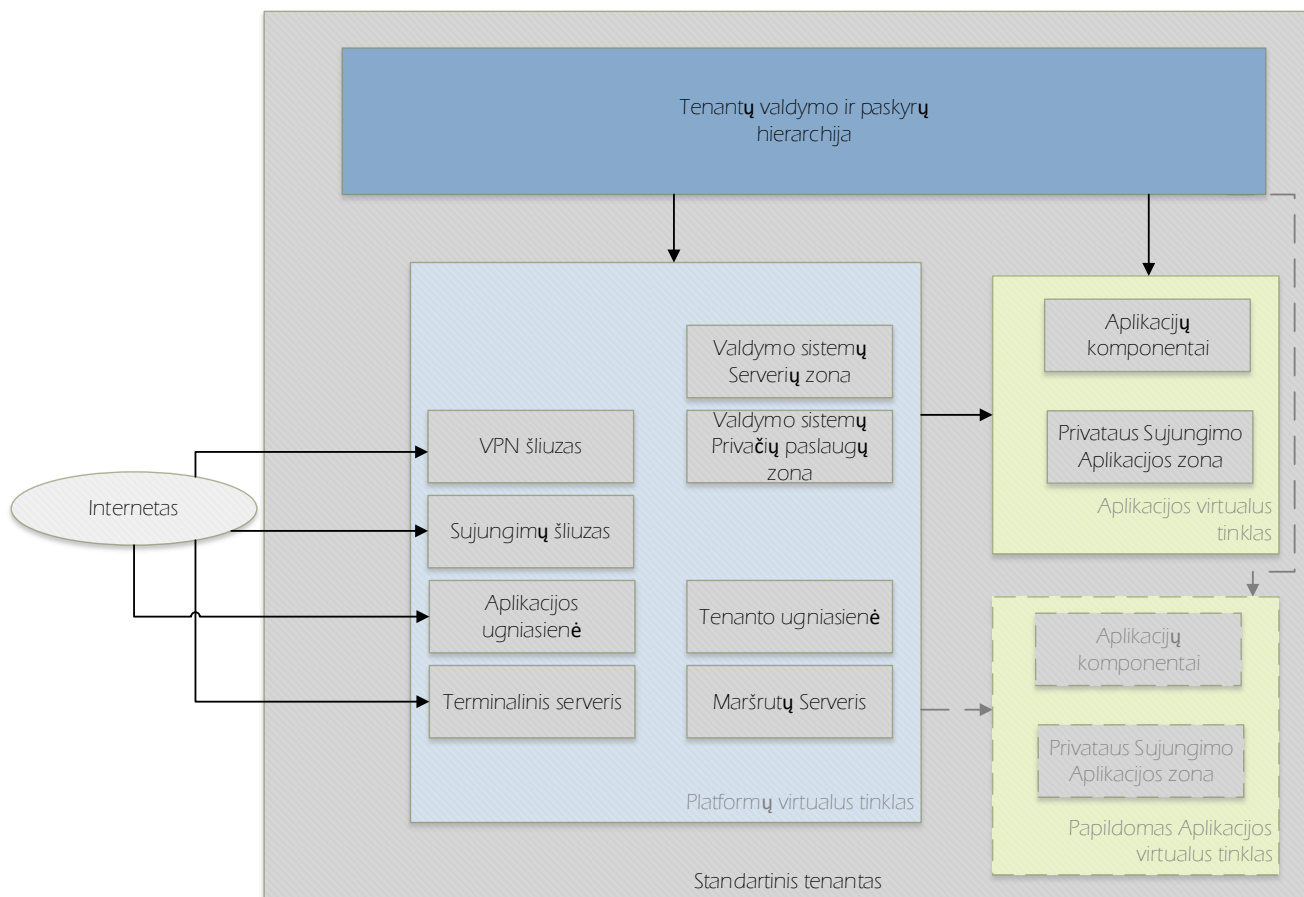 Tenantų valdymo ir paskyrų
hierarchija
Valdymo sistemų
Serverių zona
Valdymo sistemų
Privačių paslaugų
zona
VPN šliuzas
Sujungimų šliuzas
Aplikacijos
ugniasienė
Terminalinis serveris
Tenanto ugniasienė
Maršrutų Serveris
Platformų virtualus tinklas
Internetas
Aplikacijų
komponentai
Privataus Sujungimo
Aplikacijos zona
Aplikacijos virtualus
tinklas
Aplikacijų
komponentai
Privataus Sujungimo
Aplikacijos zona
Papildomas Aplikacijos
virtualus tinklas
Standartinis tenantas